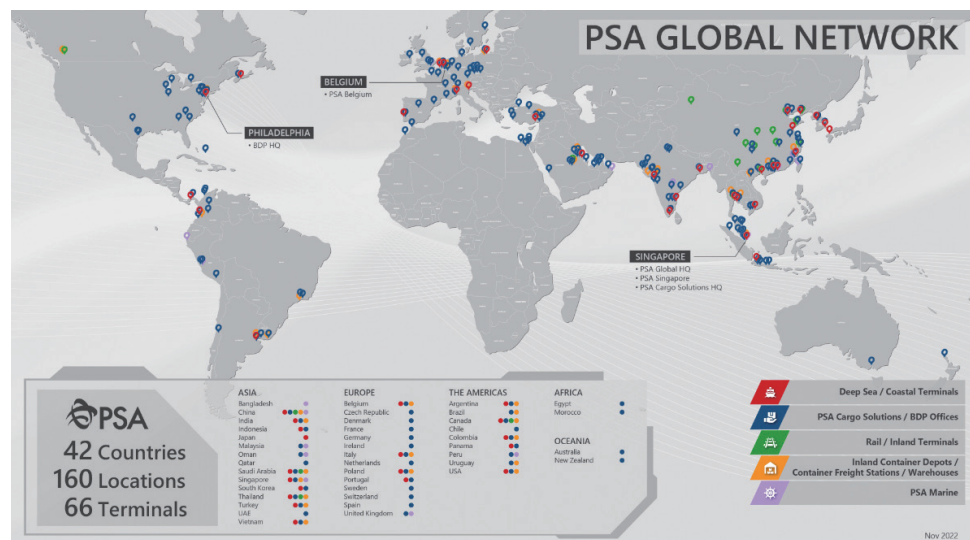 PSA GLOBAL NETWORK
BELGIUM
• PSA Belgium
PHILADELPHIA
• BDP HQ
SINGAPORE
• PSA Global HQ
• PSA Singapore
• PSA Cargo Solutions HQ
PSA
42 Countries
160 Locations
66 Terminals
ASIA
Bangladesh
China
India
Indonesia
Japan
Malaysia
Oman
Qatar
Saudi Arabia
Singapore
South Korea
Thailand
Turkey
UAE
Vietnam
EUROPE
Belgium
Czech Republic
Denmark
France
Germany
Ireland
Italy
Netherlands
Poland
Portugal
Sweden
Switzerland
Spain
United Kingdom
THE AMERICAS
Argentina
Brazil
Canada
Chile
Colombia
Panama
Peru
Uruguay
USA
AFRICA
Egypt
Morocco
OCEANIA
Australia
New Zealand
Deep Sea / Coastal Terminals
PSA Cargo Solutions / BDP Offices
Rail / Inland Terminals
Inland Container Depots /
Container Freight Stations / Warehouses
PSA Marine
Nov 2022